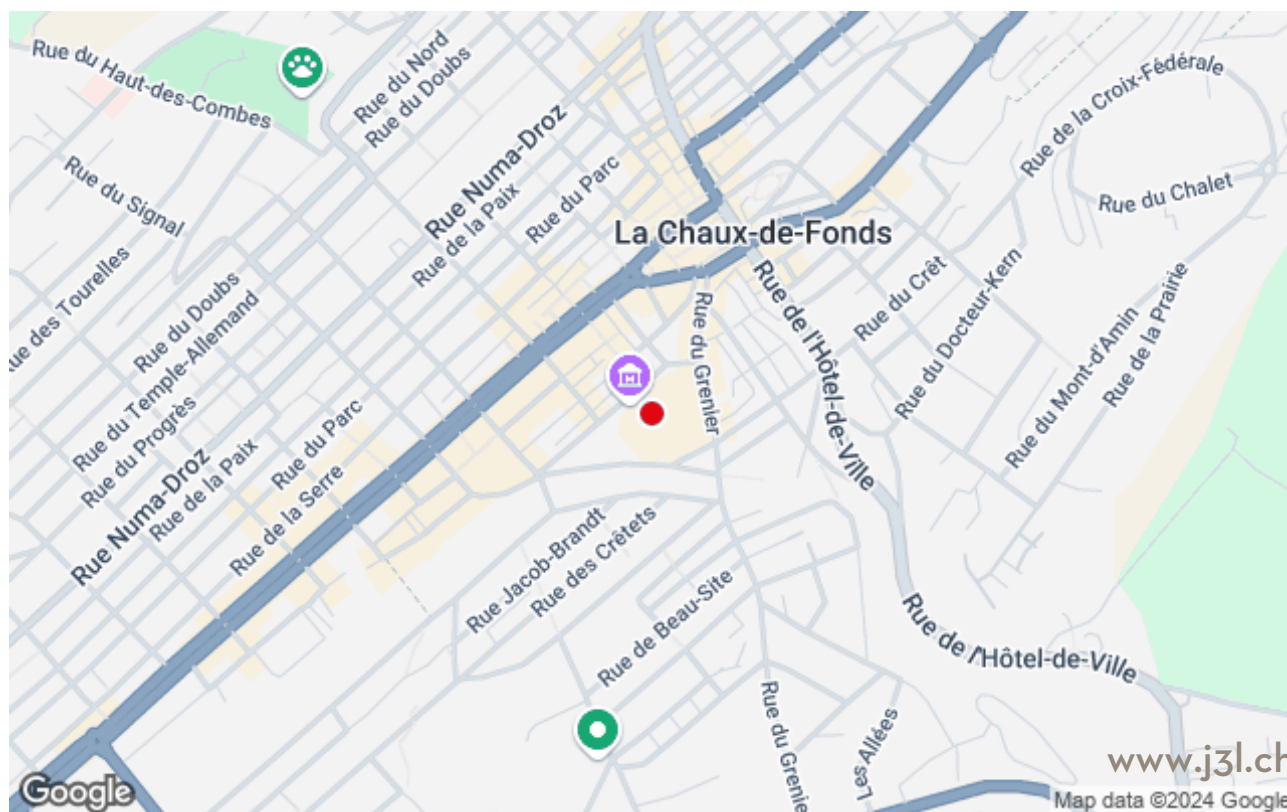 Rue du Haut-des-Combes
Rue du Nord
Rue du Doubs
Rue Numa-Droz
Rue de la Paix
Rue du Parc
Rue de la Croix-Fédérale
Rue du Chalet
Rue du Signal
La Chaux-de-Fonds
ue des Tourelles
Rue du Doubs
Rue du Temple-Allemand
Rue du Progrès
Rue Numa-Droz
Rue de la Paix
Rue du Parc
Rue de la Serre
Rue du Grenier
Rue de l'Hôtel-de-Ville
Rue du Crêt
Rue du Docteur-Kern
Rue du Mont-d'Amin
Rue de la Prairie
Rue Jacob-Brandt
Rue des Crêtets
Rue de Beau-Site
Rue de l'Hôtel-de-Ville
Rue du Grenier
Les Allées
www.j3l.ch
Google
Map data ©2024 Google